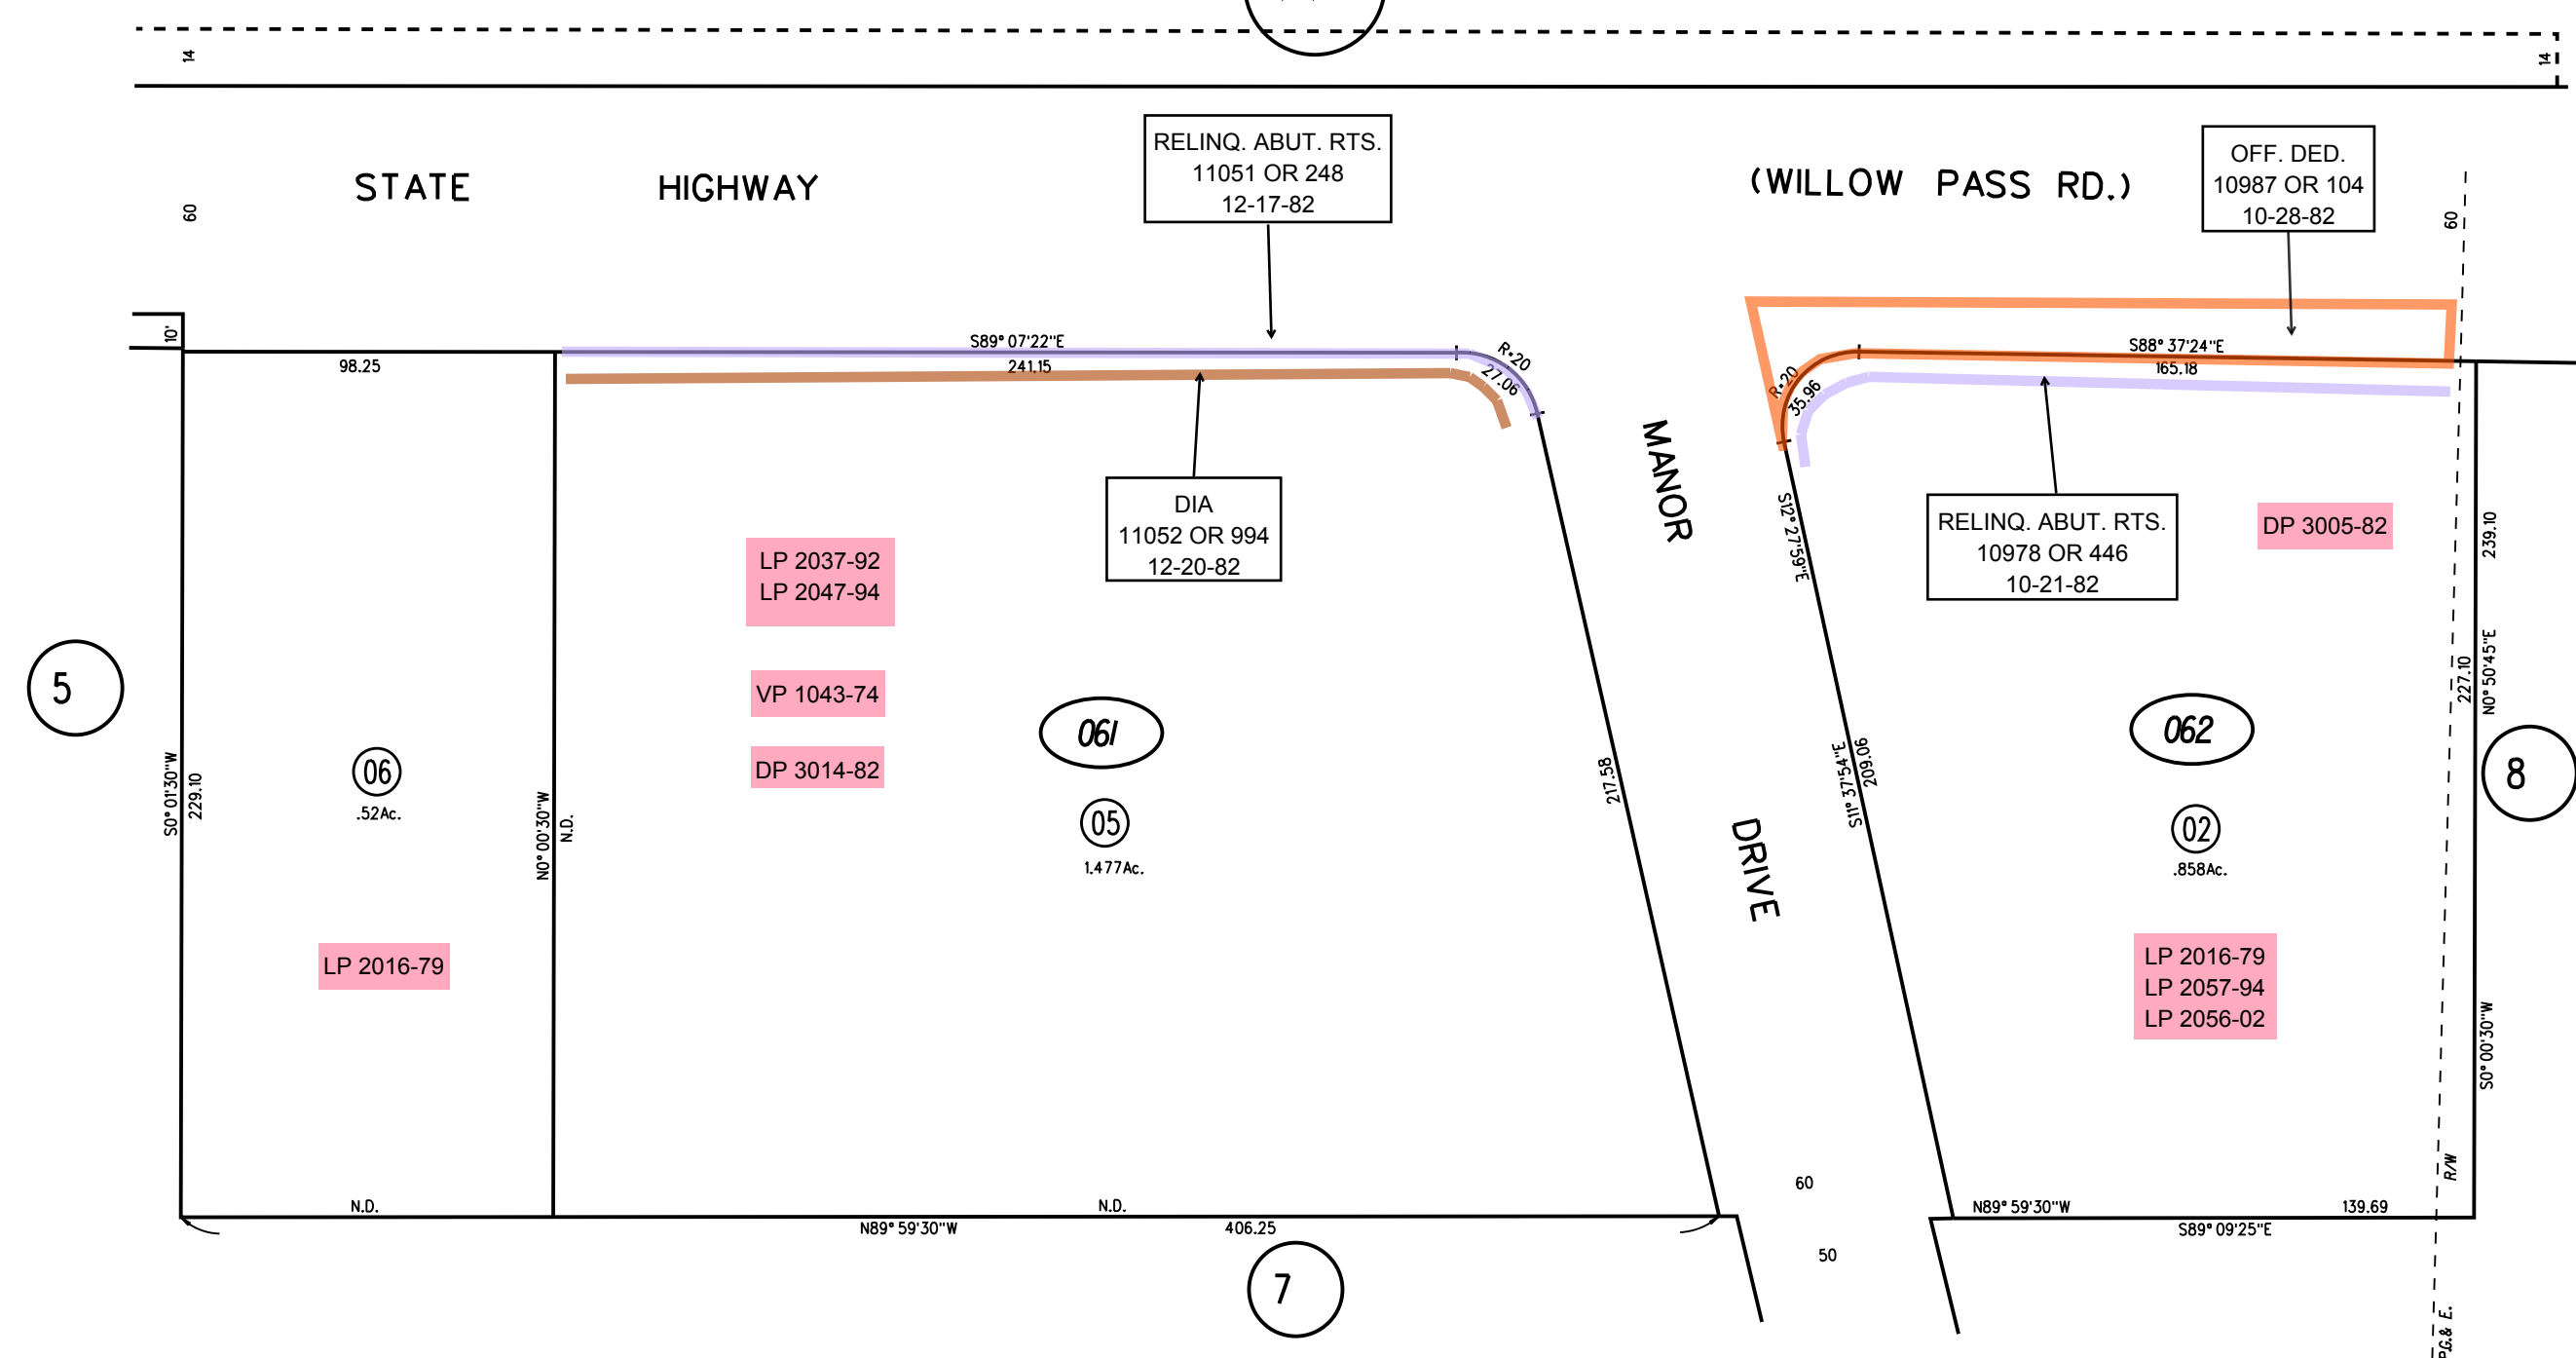 14
14
RELINQ. ABUT. RTS.
11051 OR 248
12-17-82
OFF. DED.
10987 OR 104
10-28-82
STATE HIGHWAY (WILLOW PASS RD.)
60
60
10'
S89° 07'22"E
241.15
98.25
R=20
27.06
R=20
35.96
S88° 37'24"E
165.18
MANOR DRIVE
DIA
11052 OR 994
12-20-82
RELINQ. ABUT. RTS.
10978 OR 446
10-21-82
DP 3005-82
S12° 27'59"E
239.10
LP 2037-92
LP 2047-94
VP 1043-74
DP 3014-82
5
061
062
227.10
N0° 50'45"E
06
.52Ac.
S0° 01'30"W
229.10
N0° 00'30"W
N.D.
05
1.477Ac.
217.58
S11° 37'54"E
209.06
02
.858Ac.
8
LP 2016-79
LP 2016-79
LP 2057-94
LP 2056-02
S0° 00'30"W
R/W
N.D.
N.D.
N89° 59'30"W
406.25
60
50
N89° 59'30"W
139.69
S89° 09'25"E
7
P.G.& E.